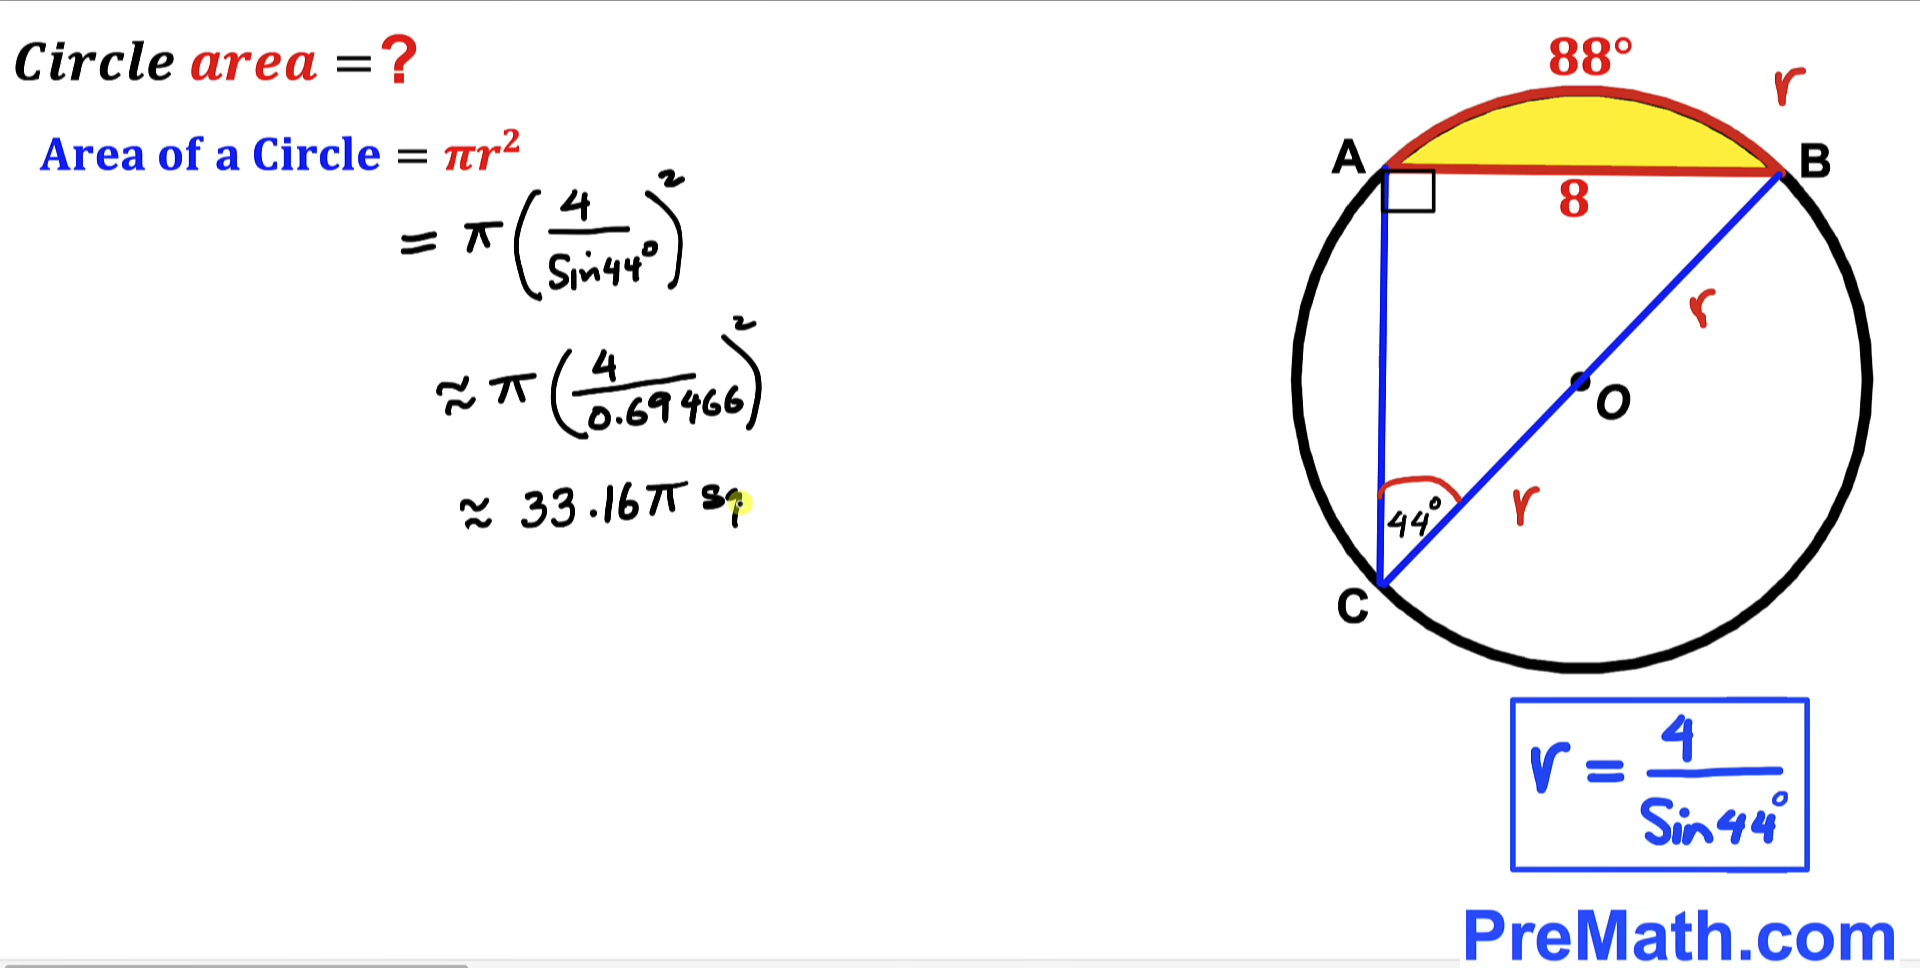 Circle area = ?
Area of a Circle = πr²
= π(4/Sin44°)²
≈ π(4/0.69466)²
≈ 33.16π sq
88°
r
A
B
8
r
O
44°
r
C
r = 4/Sin44°
PreMath.com